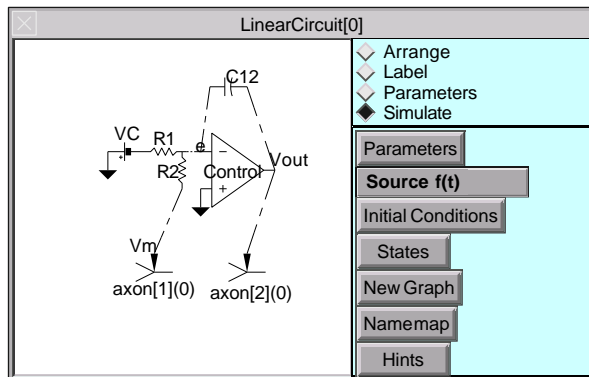 LinearCircuit[0]
C12
VC
R1
e
R2
Control
Vout
Vm
axon[1](0)
axon[2](0)
Arrange
Label
Parameters
Simulate
Parameters
Source f(t)
Initial Conditions
States
New Graph
Namemap
Hints